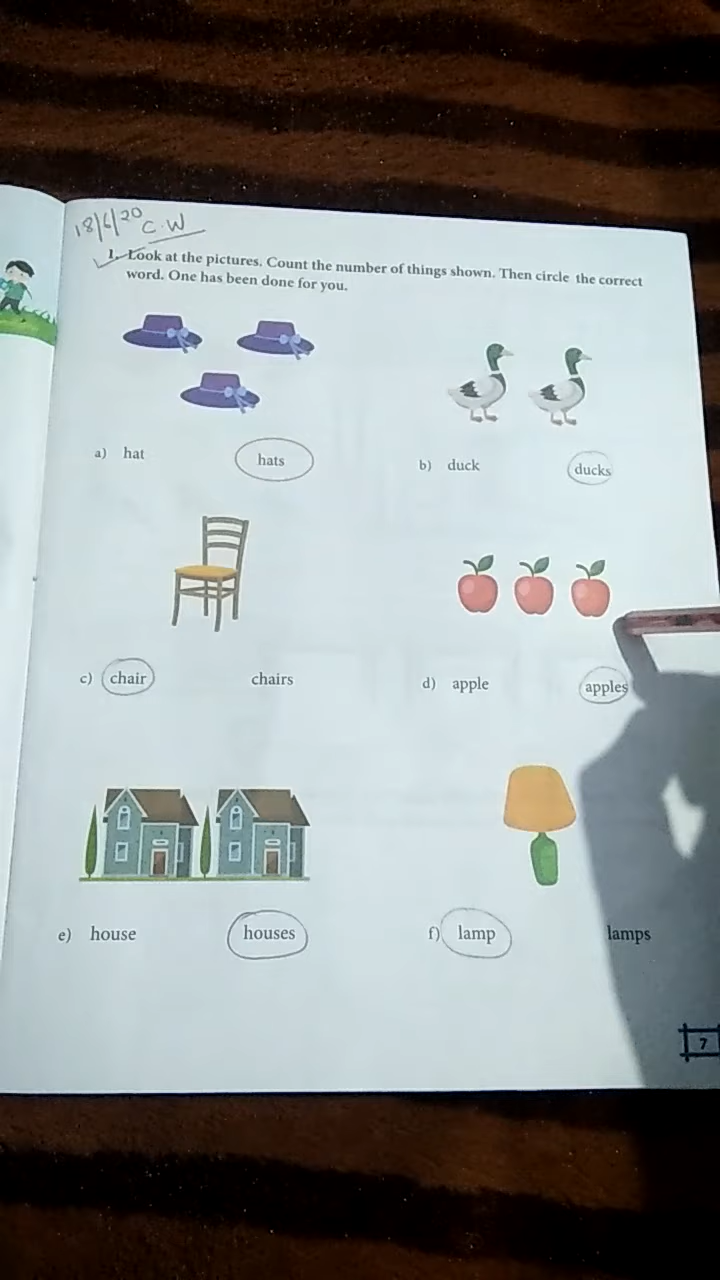 18/6/20 C.W
1. Look at the pictures. Count the number of things shown. Then circle the correct
word. One has been done for you.
a) hat hats
b) duck ducks
c) chair chairs
d) apple apples
e) house houses
f) lamp lamps
7